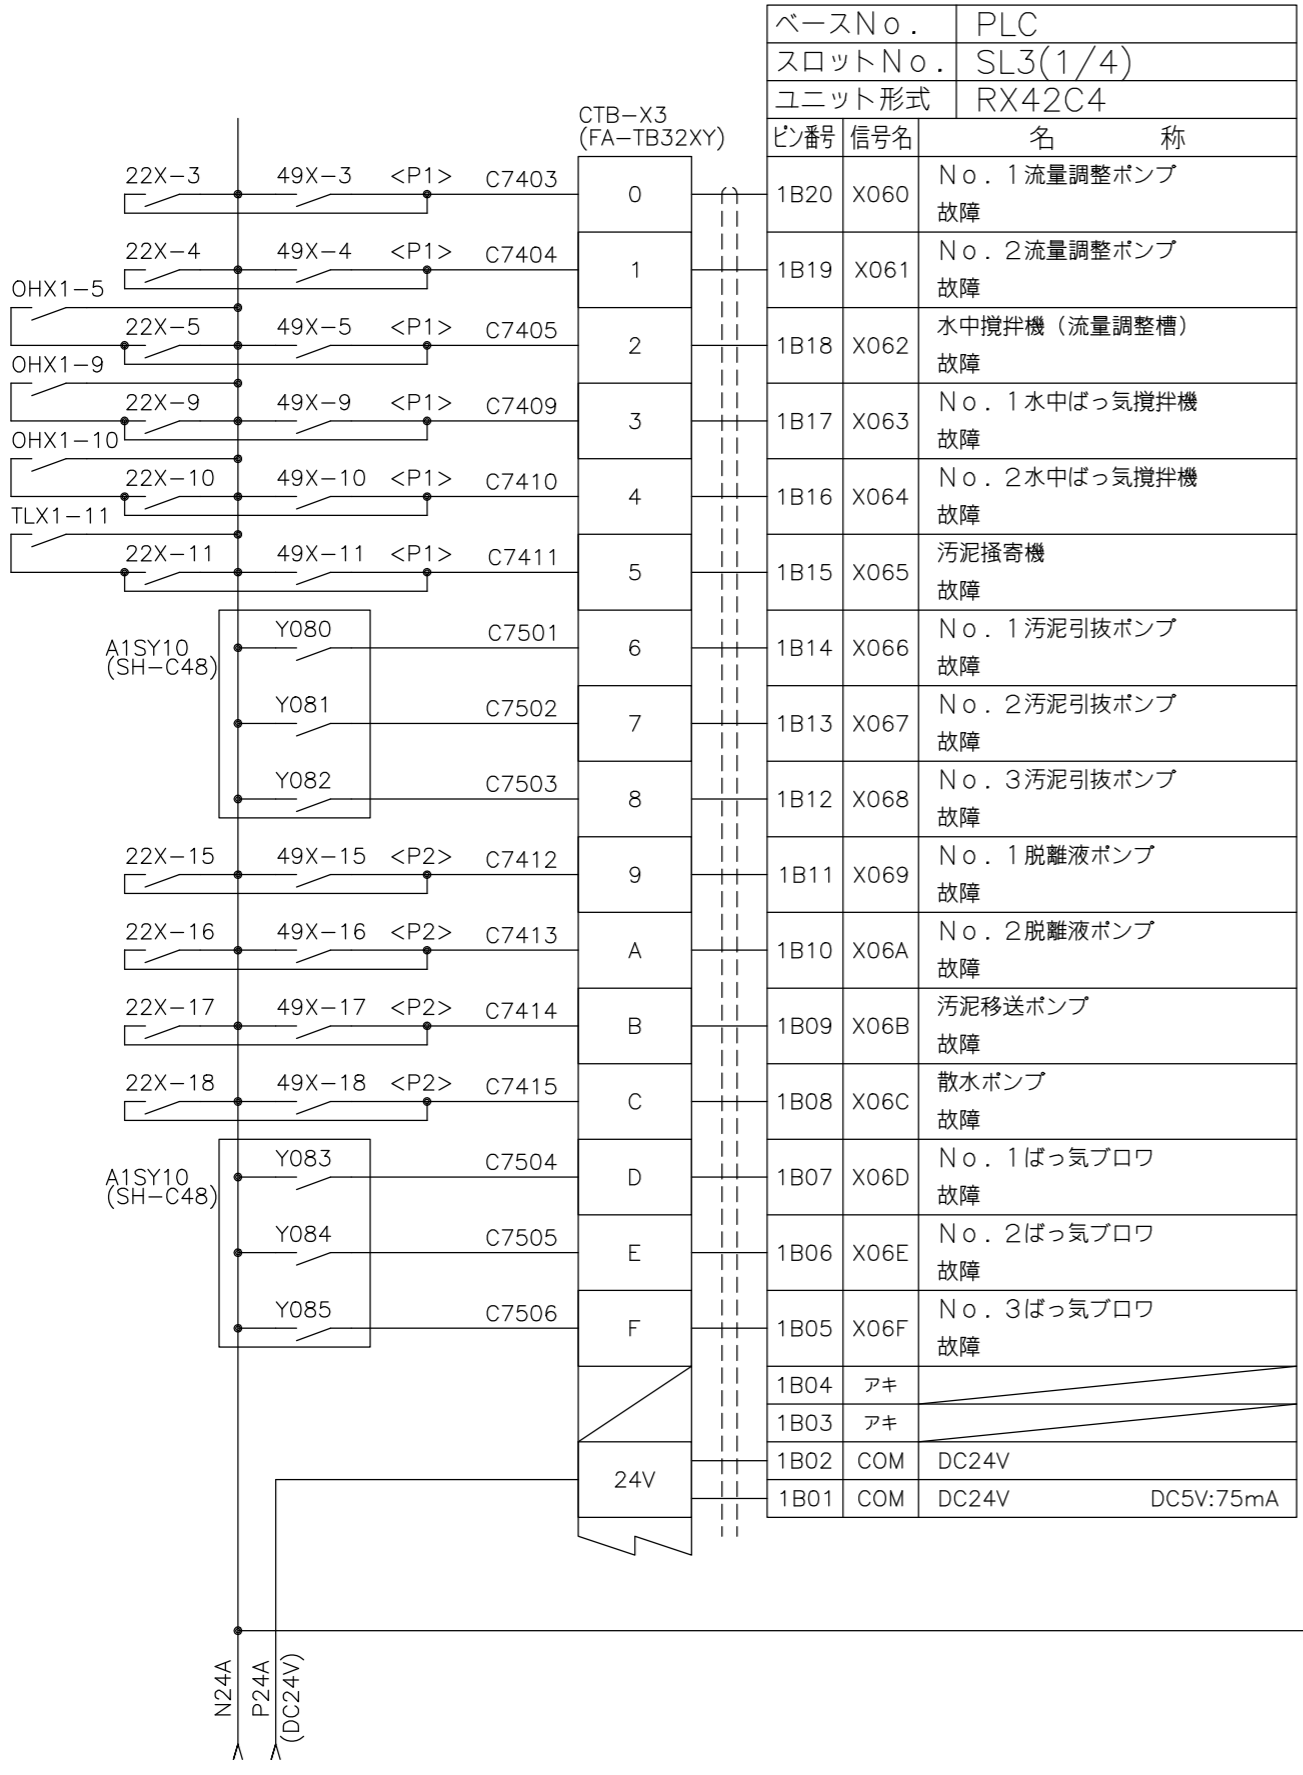 ベースNo. PLC
スロットNo. SL3(1/4)
ユニット形式 RX42C4
CTB-X3
(FA-TB32XY)
ピン番号 信号名 名 称
22X-3 49X-3 <P1> C7403 0 1B20 X060 No.1流量調整ポンプ
故障
22X-4 49X-4 <P1> C7404 1 1B19 X061 No.2流量調整ポンプ
故障
OHX1-5
22X-5 49X-5 <P1> C7405 2 1B18 X062 水中撹拌機(流量調整槽)
故障
OHX1-9
22X-9 49X-9 <P1> C7409 3 1B17 X063 No.1水中ばっ気撹拌機
故障
OHX1-10
22X-10 49X-10 <P1> C7410 4 1B16 X064 No.2水中ばっ気撹拌機
故障
TLX1-11
22X-11 49X-11 <P1> C7411 5 1B15 X065 汚泥掻寄機
故障
A1SY10
(SH-C48)
Y080 C7501 6 1B14 X066 No.1汚泥引抜ポンプ
故障
Y081 C7502 7 1B13 X067 No.2汚泥引抜ポンプ
故障
Y082 C7503 8 1B12 X068 No.3汚泥引抜ポンプ
故障
22X-15 49X-15 <P2> C7412 9 1B11 X069 No.1脱離液ポンプ
故障
22X-16 49X-16 <P2> C7413 A 1B10 X06A No.2脱離液ポンプ
故障
22X-17 49X-17 <P2> C7414 B 1B09 X06B 汚泥移送ポンプ
故障
22X-18 49X-18 <P2> C7415 C 1B08 X06C 散水ポンプ
故障
A1SY10
(SH-C48)
Y083 C7504 D 1B07 X06D No.1ばっ気ブロワ
故障
Y084 C7505 E 1B06 X06E No.2ばっ気ブロワ
故障
Y085 C7506 F 1B05 X06F No.3ばっ気ブロワ
故障
1B04 アキ
1B03 アキ
24V
1B02 COM DC24V
1B01 COM DC24V DC5V:75mA
N24A
P24A
(DC24V)